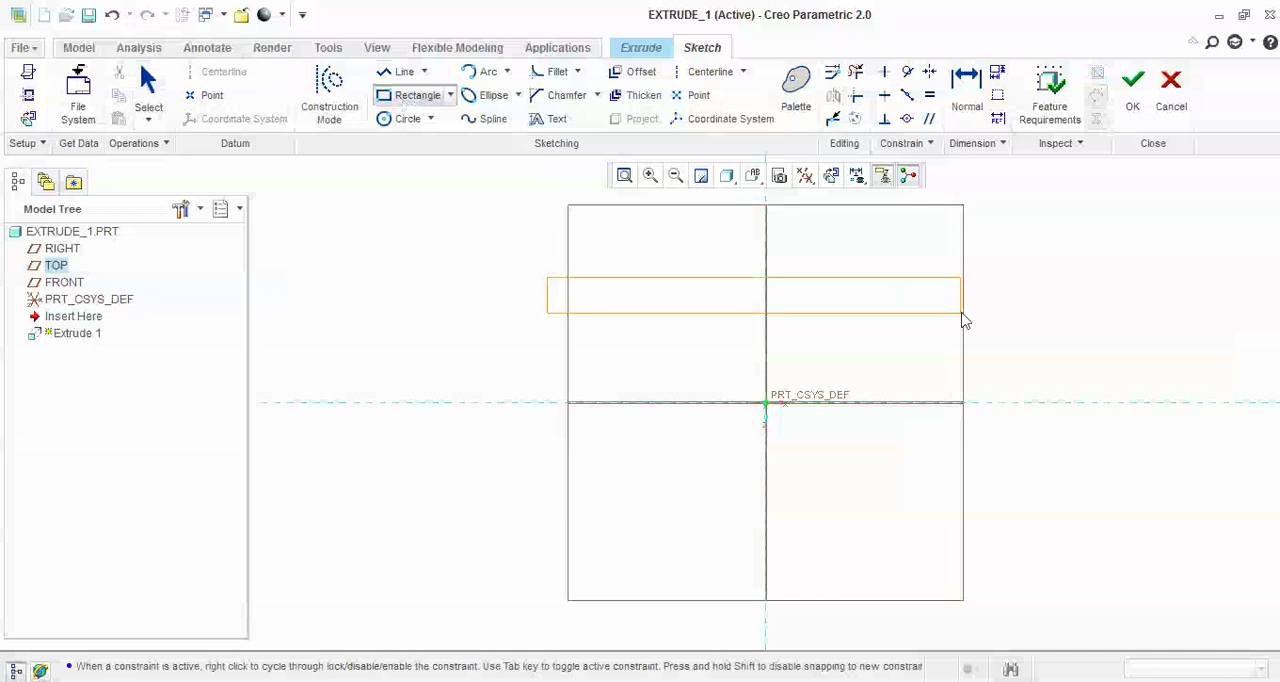 EXTRUDE_1 (Active) - Creo Parametric 2.0
File Model Analysis Annotate Render Tools View Flexible Modeling Applications Extrude Sketch
Centerline Line Arc Fillet Offset Centerline
Point Rectangle Ellipse Chamfer Thicken Point
Coordinate System Circle Spline Text Project Coordinate System
File System
Select
Construction Mode
Palette
Normal
Feature Requirements
OK
Cancel
Setup Get Data Operations Datum Sketching Editing Constrain Dimension Inspect Close
Model Tree
EXTRUDE_1.PRT
RIGHT
TOP
FRONT
PRT_CSYS_DEF
Insert Here
Extrude 1
PRT_CSYS_DEF
When a constraint is active, right click to cycle through lock/disable/enable the constraint. Use Tab key to toggle active constraint. Press and hold Shift to disable snapping to new constrair